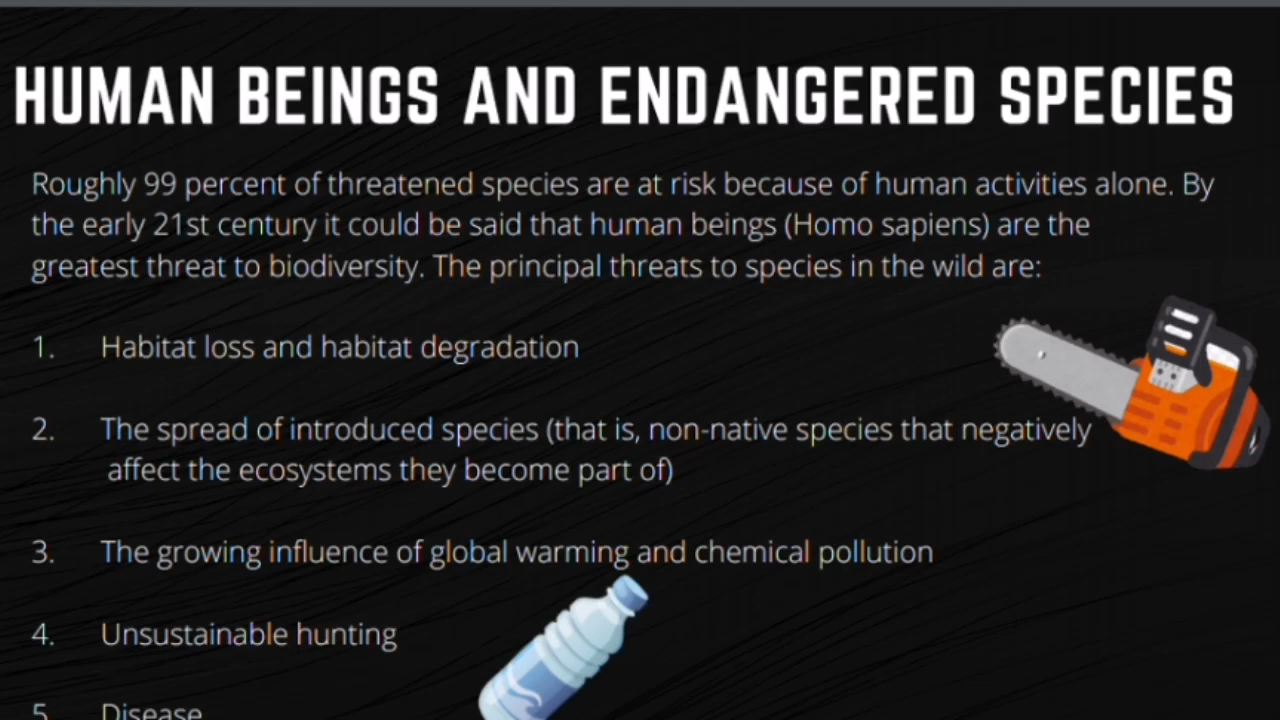 HUMAN BEINGS AND ENDANGERED SPECIES
Roughly 99 percent of threatened species are at risk because of human activities alone. By
the early 21st century it could be said that human beings (Homo sapiens) are the
greatest threat to biodiversity. The principal threats to species in the wild are:
1. Habitat loss and habitat degradation
2. The spread of introduced species (that is, non-native species that negatively
affect the ecosystems they become part of)
3. The growing influence of global warming and chemical pollution
4. Unsustainable hunting
5. Disease